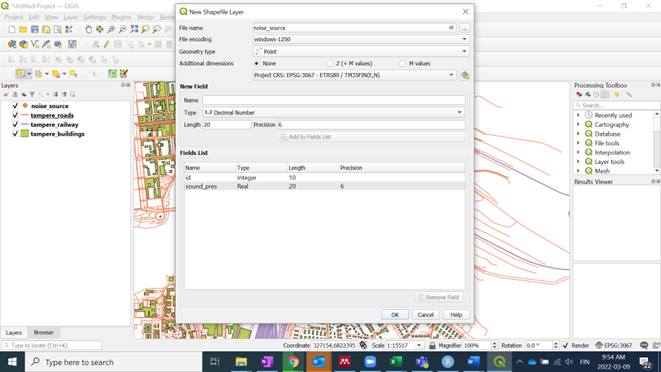 *Untitled Project — QGIS
Project Edit View Layer Settings Plugins Vector
Layers
noise_source
tampere_roads
tampere_railway
tampere_buildings
Layers Browser
Type to locate (Ctrl+K)
New Shapefile Layer
File name noise_source ...
File encoding windows-1250
Geometry type Point
Additional dimensions None Z (+ M values) M values
Project CRS: EPSG:3067 - ETRS89 / TM35FIN(E,N)
New Field
Name
Type 1.2 Decimal Number
Length 20 Precision 6
Add to Fields List
Fields List
Name Type Length Precision
id Integer 10
sound_pres Real 20 6
Remove Field
OK Cancel Help
Processing Toolbox
Search...
Recently used
Cartography
Database
File tools
Interpolation
Layer tools
Mesh
Results Viewer
Coordinate 327154,6822395 Scale 1:15517 Magnifier 100% Rotation 0.0 ° Render EPSG:3067
Type here to search
FIN
9:54 AM
2022-03-09
22